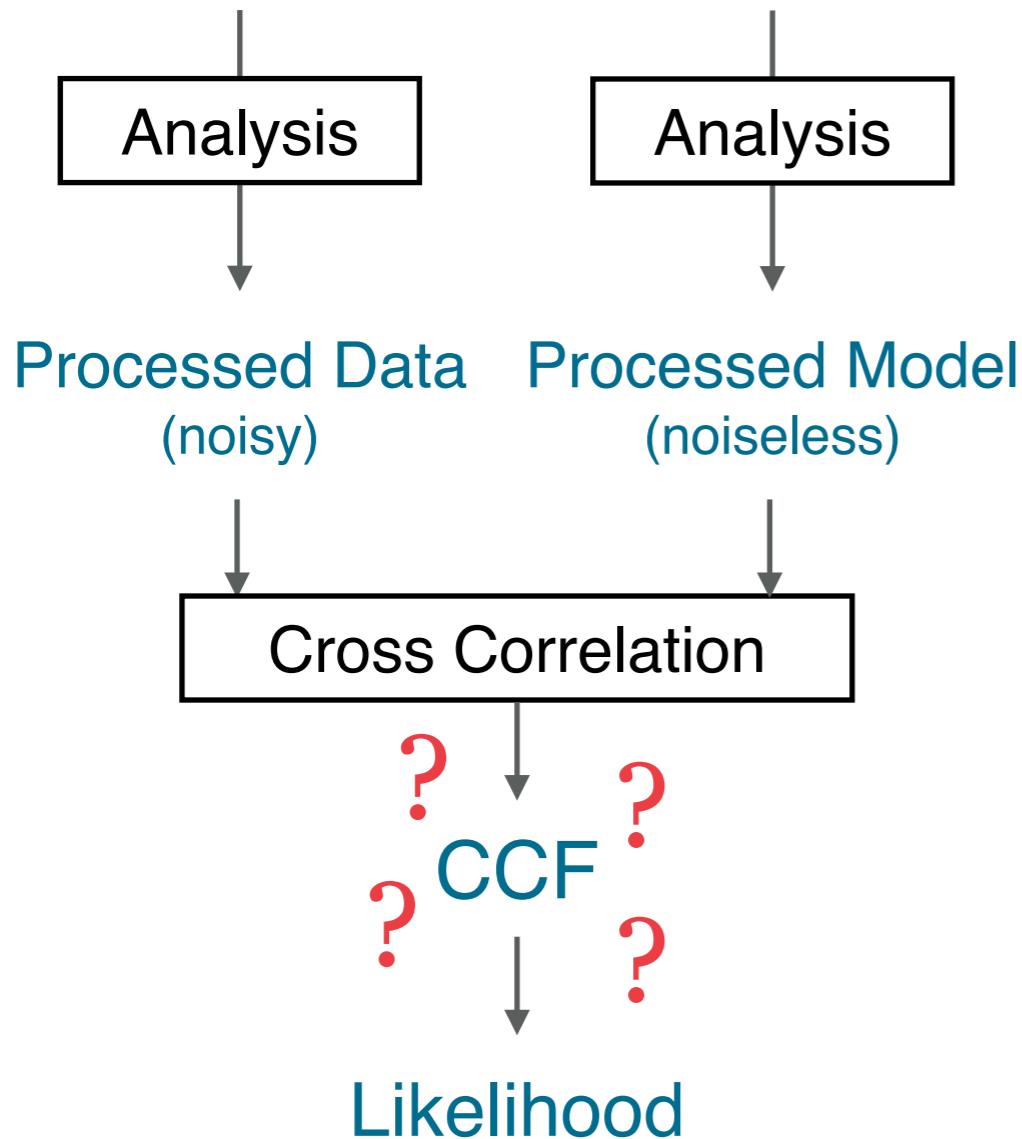 Analysis Analysis
Processed Data Processed Model
(noisy) (noiseless)
Cross Correlation
? ?
CCF
? ?
Likelihood